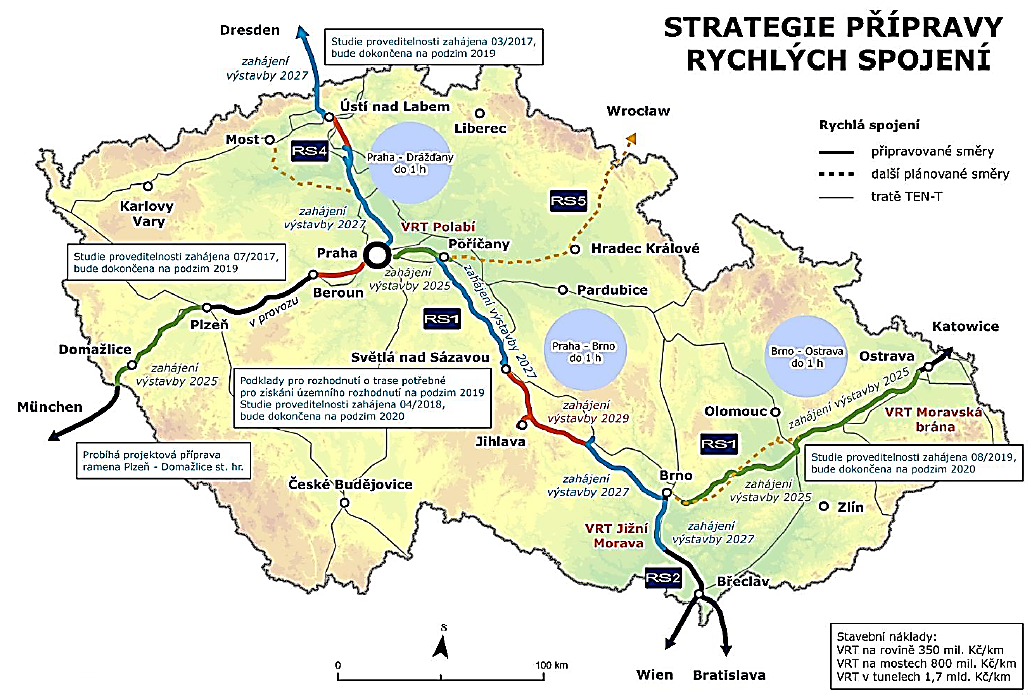 STRATEGIE PŘÍPRAVY
RYCHLÝCH SPOJENÍ
Rychlá spojení
připravované směry
další plánované směry
tratě TEN-T
Dresden
Studie proveditelnosti zahájena 03/2017,
bude dokončena na podzim 2019
zahájení
výstavby 2027
Ústí nad Labem
Liberec
Wrocław
Most
RS4
Praha - Drážďany
do 1 h
Karlovy
Vary
zahájení
výstavby 2027
RS5
VRT Polabí
Poříčany
Hradec Králové
Praha
Studie proveditelnosti zahájena 07/2017,
bude dokončena na podzim 2019
Beroun
zahájení
výstavby 2025
Pardubice
v provozu
Plzeň
RS1
zahájení výstavby 2027
Praha - Brno
do 1 h
Brno - Ostrava
do 1 h
Katowice
Domažlice
zahájení
výstavby 2025
Světlá nad Sázavou
Ostrava
Podklady pro rozhodnutí o trase potřebné
pro získání územního rozhodnutí na podzim 2019
Studie proveditelnosti zahájena 04/2018,
bude dokončena na podzim 2020
zahájení výstavby 2025
München
zahájení
výstavby 2029
Olomouc
VRT Moravská
brána
Jihlava
RS1
Probíhá projektová příprava
ramena Plzeň - Domažlice st. hr.
Studie proveditelnosti zahájena 08/2019,
bude dokončena na podzim 2020
České Budějovice
zahájení
výstavby 2027
Brno
zahájení
výstavby 2025
Zlín
VRT Jižní
Morava
zahájení
výstavby 2027
RS2
Břeclav
S
0
100 km
Wien
Bratislava
Stavební náklady:
VRT na rovině 350 mil. Kč/km
VRT na mostech 800 mil. Kč/km
VRT v tunelech 1,7 mld. Kč/km